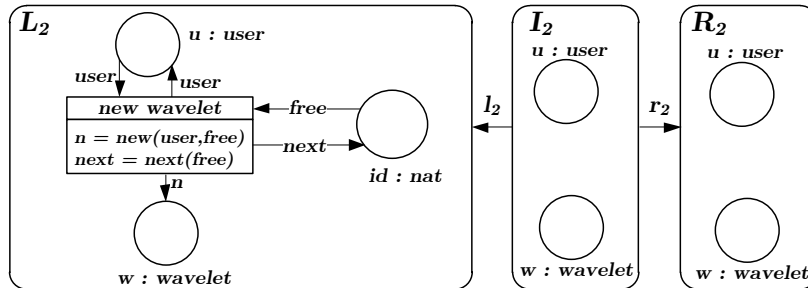 L2
u : user
user
user
new wavelet
n = new(user,free)
next = next(free)
free
next
id : nat
n
w : wavelet
l2
I2
u : user
w : wavelet
r2
R2
u : user
w : wavelet